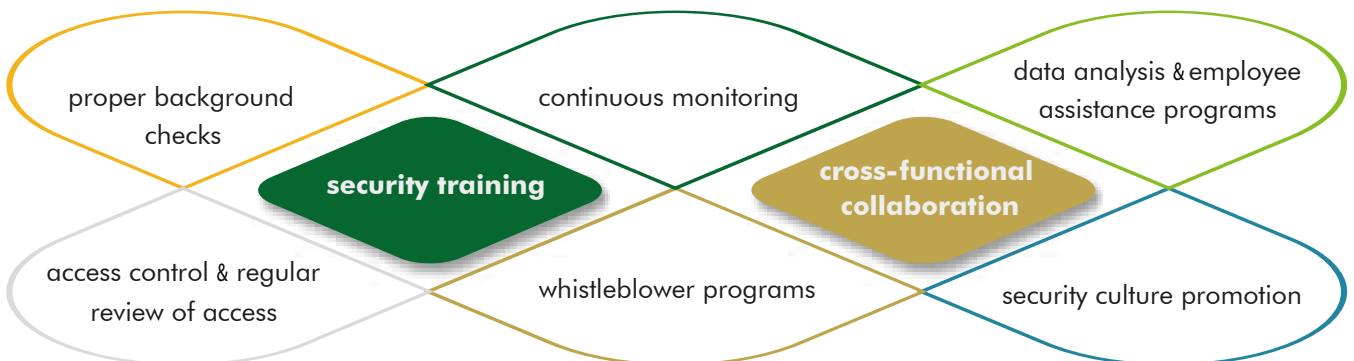 proper background
checks
continuous monitoring
data analysis & employee
assistance programs
security training
cross-functional
collaboration
access control & regular
review of access
whistleblower programs
security culture promotion